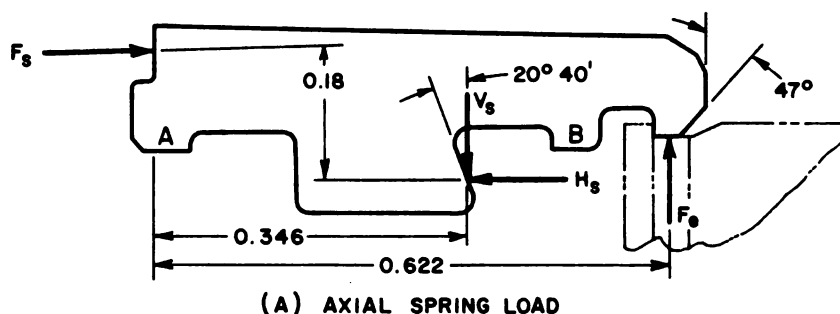 F_s
0.18
20° 40'
V_s
47°
A
B
H_s
F_e
0.346
0.622
(A) AXIAL SPRING LOAD